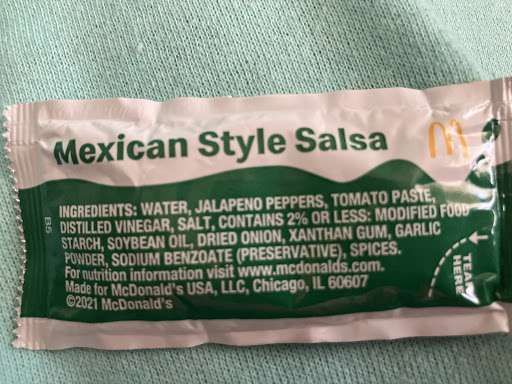 Mexican Style Salsa
INGREDIENTS: WATER, JALAPENO PEPPERS, TOMATO PASTE,
DISTILLED VINEGAR, SALT, CONTAINS 2% OR LESS: MODIFIED FOOD
STARCH, SOYBEAN OIL, DRIED ONION, XANTHAN GUM, GARLIC
POWDER, SODIUM BENZOATE (PRESERVATIVE), SPICES.
For nutrition information visit www.mcdonalds.com.
Made for McDonald's USA, LLC, Chicago, IL 60607
©2021 McDonald's
B5
TEAR
HERE